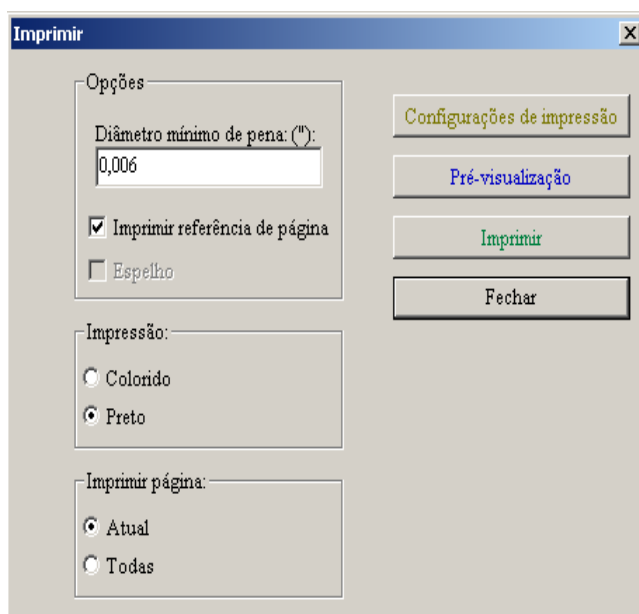 Imprimir
Opções
Diâmetro mínimo de pena: ("):
0,006
Imprimir referência de página
Espelho
Impressão:
Colorido
Preto
Imprimir página:
Atual
Todas
Configurações de impressão
Pré-visualização
Imprimir
Fechar